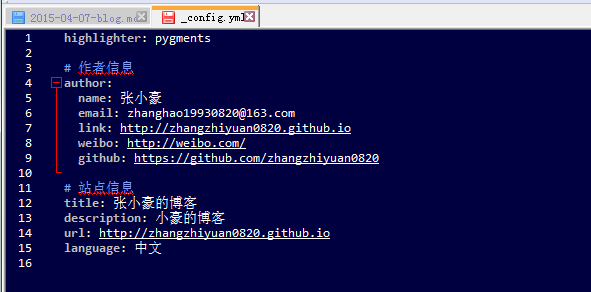 2015-04-07-blog.md _config.yml
1 highlighter: pygments
2
3 # 作者信息
4 author:
5 name: 张小豪
6 email: zhanghao19930820@163.com
7 link: http://zhangzhiyuan0820.github.io
8 weibo: http://weibo.com/
9 github: https://github.com/zhangzhiyuan0820
10
11 # 站点信息
12 title: 张小豪的博客
13 description: 小豪的博客
14 url: http://zhangzhiyuan0820.github.io
15 language: 中文
16